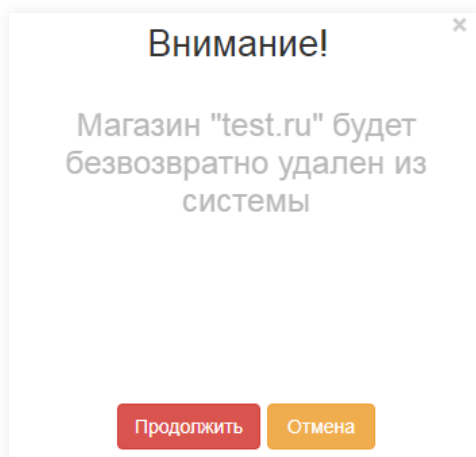 Внимание!
×
Магазин "test.ru" будет
безвозвратно удален из
системы
Продолжить
Отмена